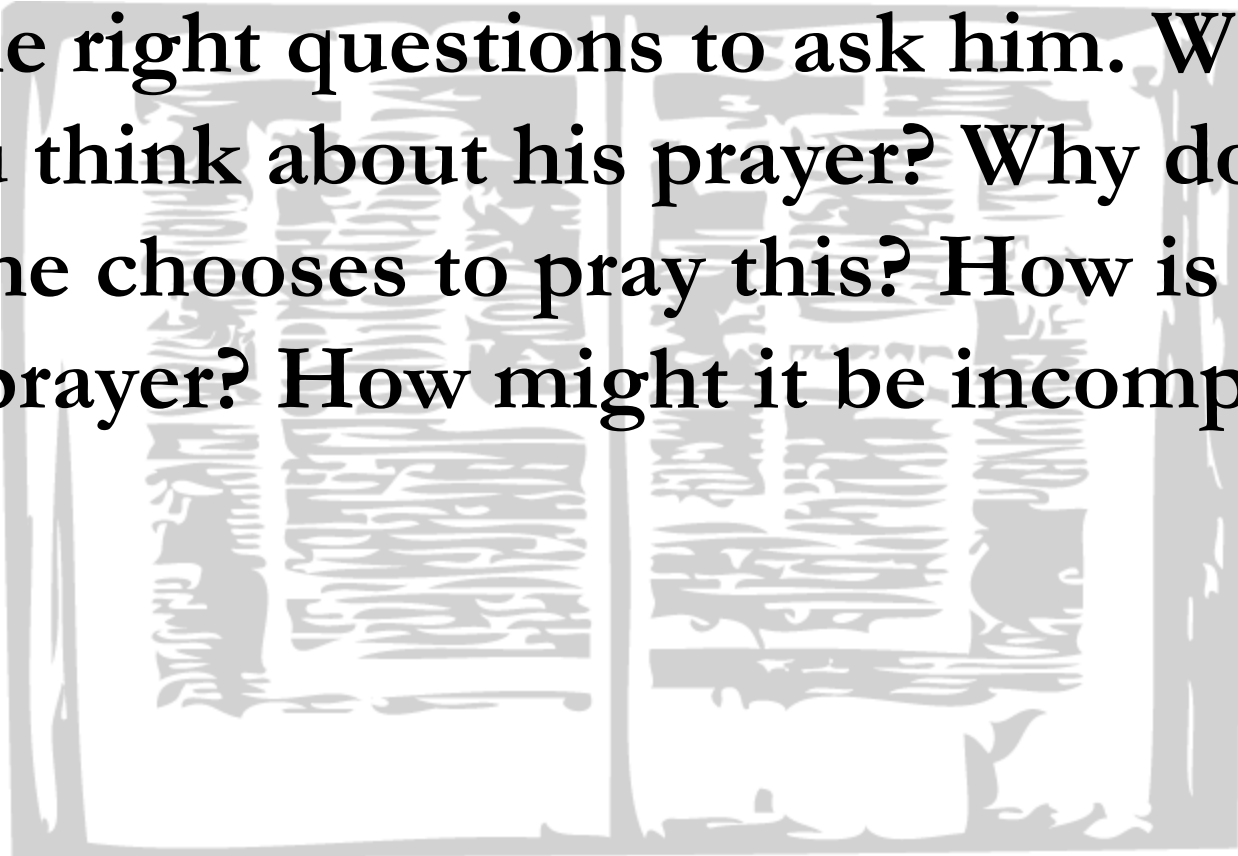 e right questions to ask him. W
think about his prayer? Why do
he chooses to pray this? How is
prayer? How might it be incomp